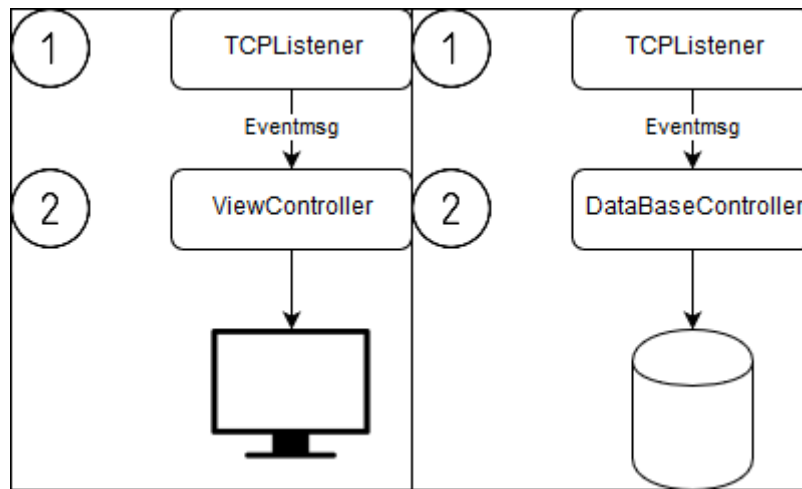 1
TCPListener
Eventmsg
2
ViewController
1
TCPListener
Eventmsg
2
DataBaseController